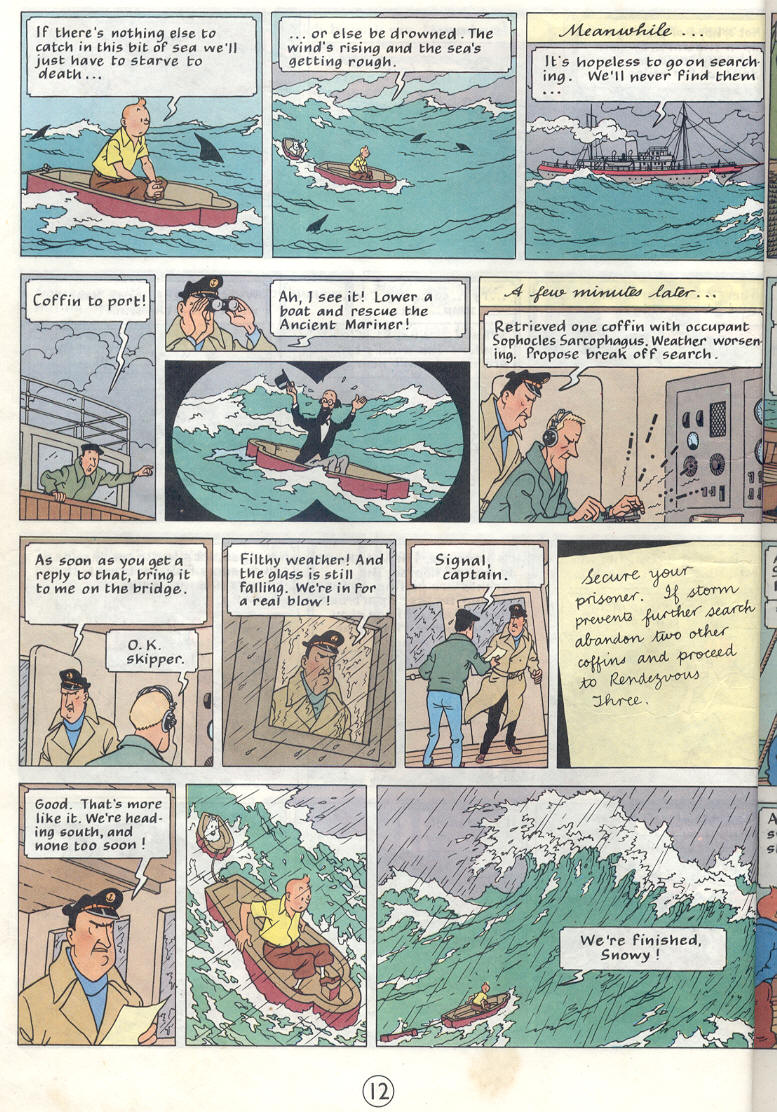 If there's nothing else to
catch in this bit of sea we'll
just have to starve to
death...
... or else be drowned. The
wind's rising and the sea's
getting rough.
Meanwhile ...
It's hopeless to go on search-
ing. We'll never find them
...
Coffin to port!
Ah, I see it! Lower a
boat and rescue the
Ancient Mariner!
A few minutes later...
Retrieved one coffin with occupant
Sophocles Sarcophagus. Weather worsen-
ing. Propose break off search.
As soon as you get a
reply to that, bring it
to me on the bridge.
O.K.
skipper.
Filthy weather! And
the glass is still
falling. We're in for
a real blow!
Signal,
captain.
Secure your
prisoner. If storm
prevents further search
abandon two other
coffins and proceed
to Rendezvous
Three.
Good. That's more
like it. We're head-
ing south, and
none too soon!
We're finished,
Snowy!
12